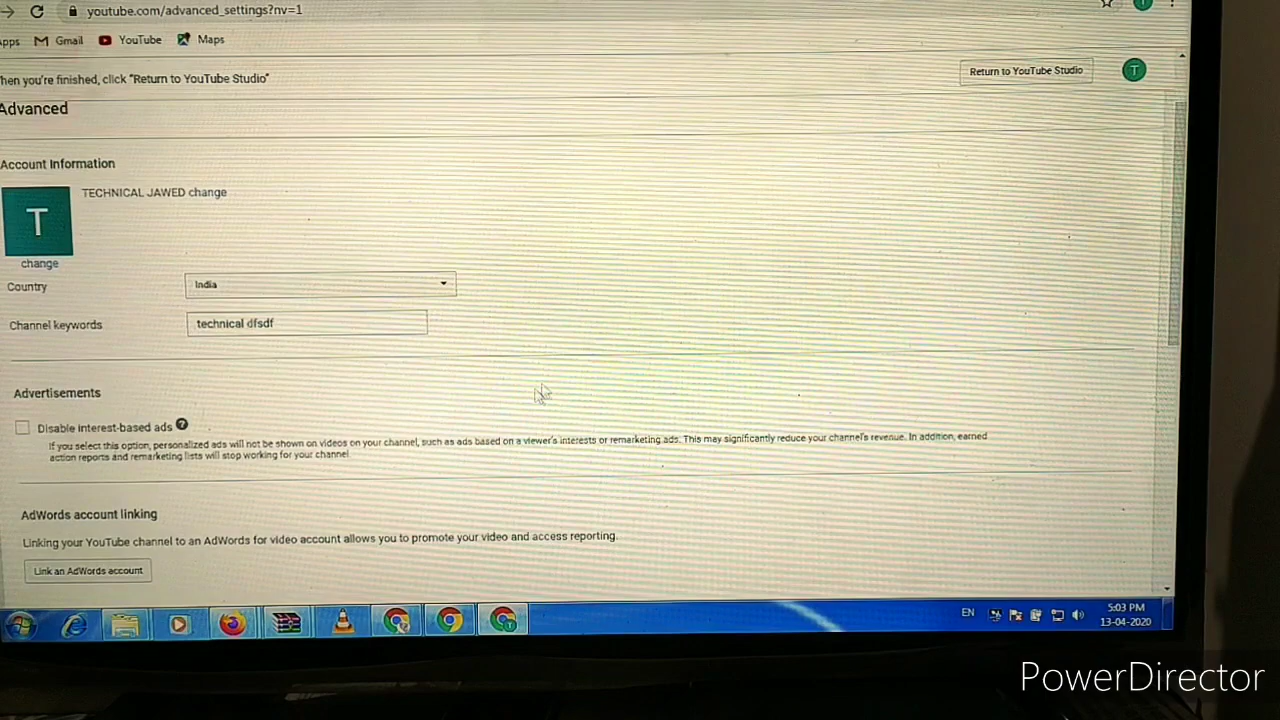 youtube.com/advanced_settings?nv=1
Gmail YouTube Maps
hen you're finished, click "Return to YouTube Studio" Return to YouTube Studio T
Advanced
Account Information
T TECHNICAL JAWED change
change
Country India
Channel keywords technical dfsdf
Advertisements
Disable interest-based ads ?
If you select this option, personalized ads will not be shown on videos on your channel, such as ads based on a viewer's interests or remarketing ads. This may significantly reduce your channel's revenue. In addition, earned
action reports and remarketing lists will stop working for your channel.
AdWords account linking
Linking your YouTube channel to an AdWords for video account allows you to promote your video and access reporting.
Link an AdWords account
EN 5:03 PM
13-04-2020
PowerDirector